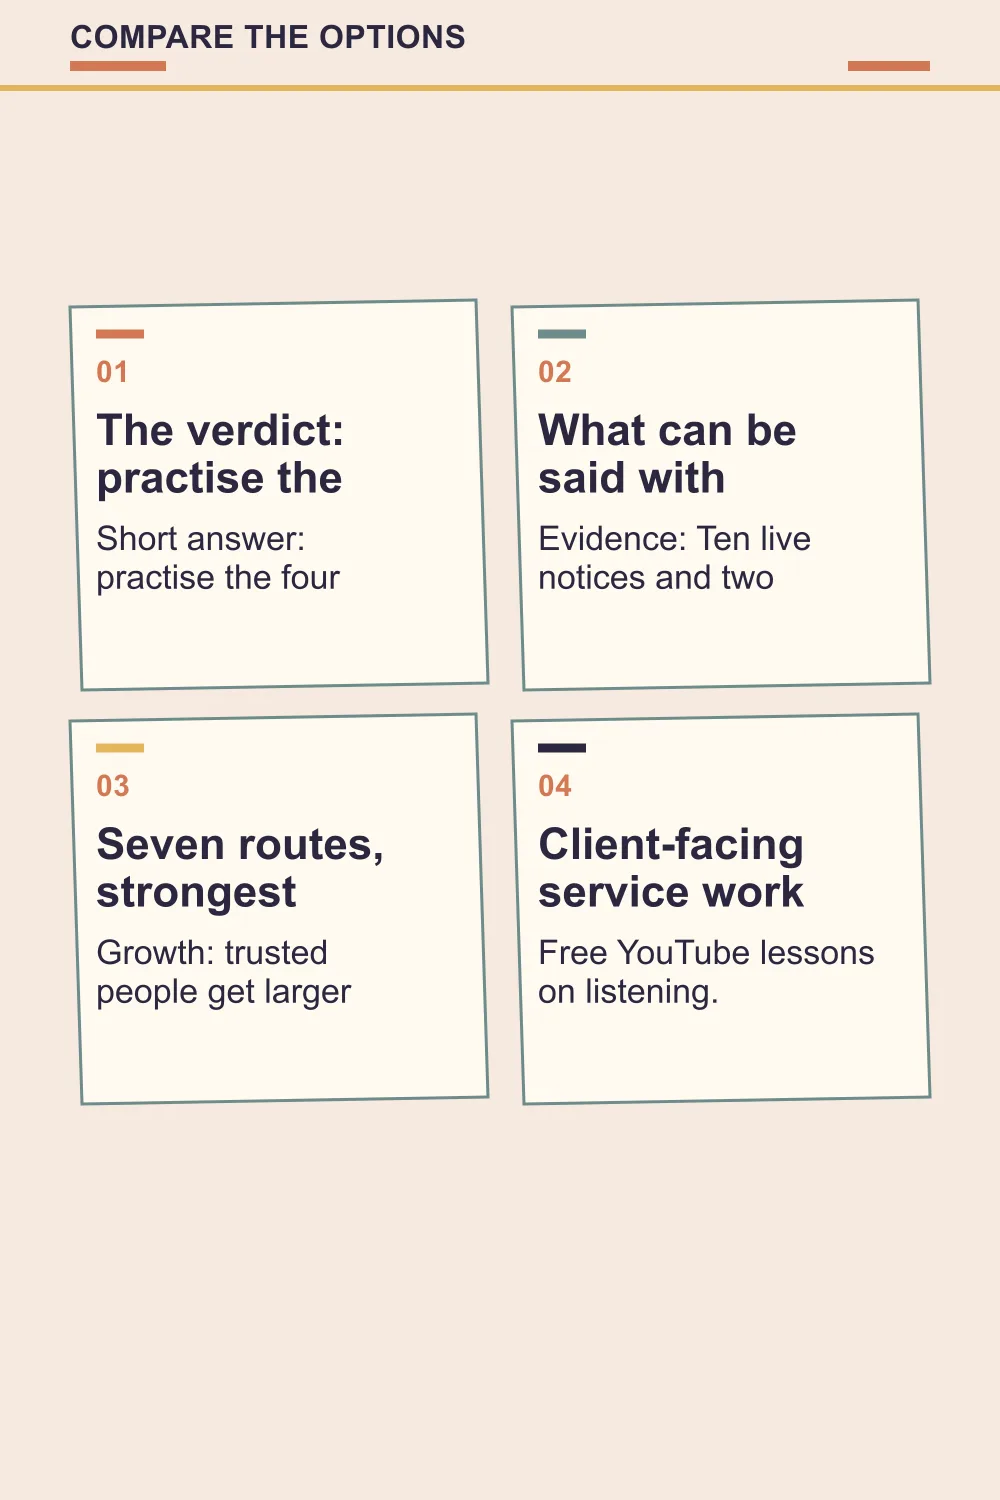 COMPARE THE OPTIONS
01
The verdict:
practise the
Short answer:
practise the four
02
What can be
said with
Evidence: Ten live
notices and two
03
Seven routes,
strongest
Growth: trusted
people get larger
04
Client-facing
service work
Free YouTube lessons
on listening.